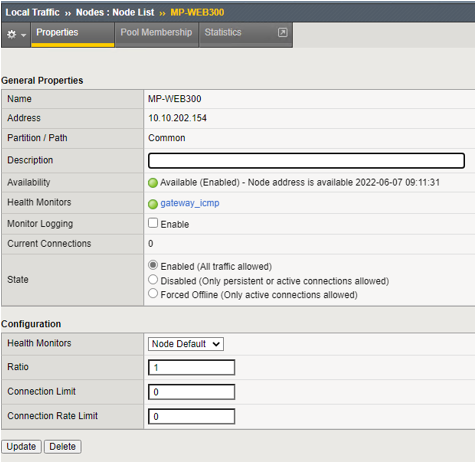 Local Traffic ›› Nodes : Node List ›› MP-WEB300
Properties Pool Membership Statistics
General Properties
Name MP-WEB300
Address 10.10.202.154
Partition / Path Common
Description
Availability Available (Enabled) - Node address is available 2022-06-07 09:11:31
Health Monitors gateway_icmp
Monitor Logging Enable
Current Connections 0
State Enabled (All traffic allowed)
Disabled (Only persistent or active connections allowed)
Forced Offline (Only active connections allowed)
Configuration
Health Monitors Node Default
Ratio 1
Connection Limit 0
Connection Rate Limit 0
Update Delete